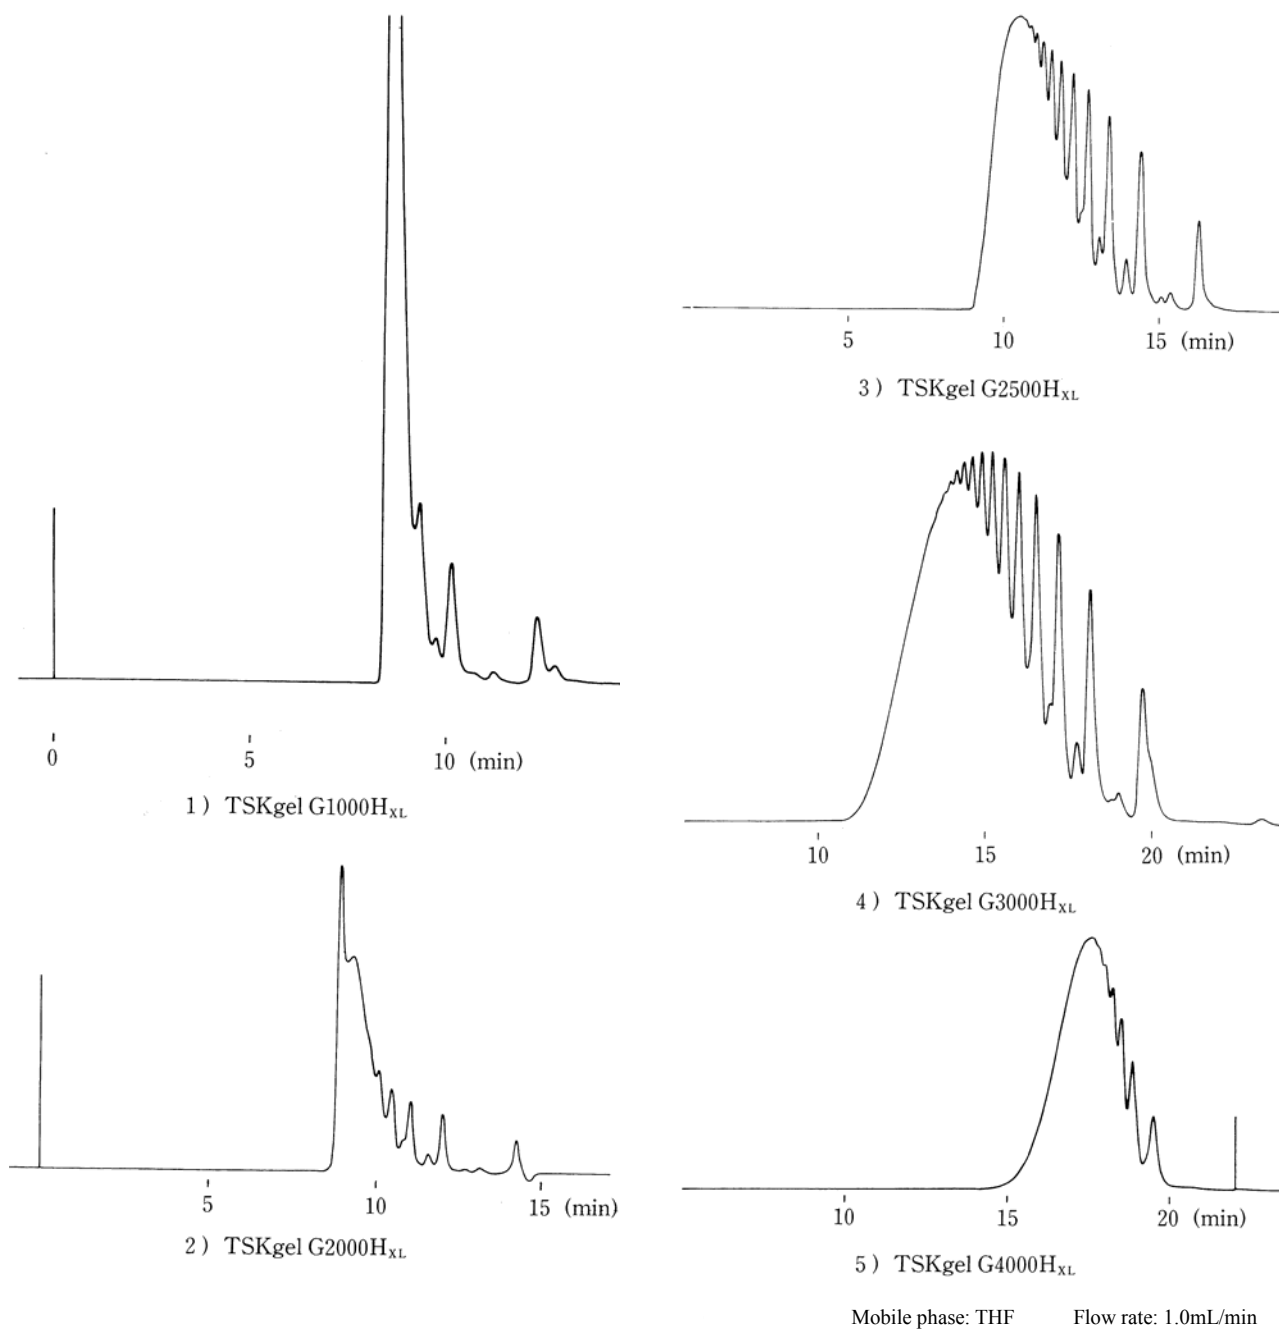 0 5 10 (min)
1) TSKgel G1000HXL
5 10 15 (min)
2) TSKgel G2000HXL
5 10 15 (min)
3) TSKgel G2500HXL
10 15 20 (min)
4) TSKgel G3000HXL
10 15 20 (min)
5) TSKgel G4000HXL
Mobile phase: THF Flow rate: 1.0mL/min